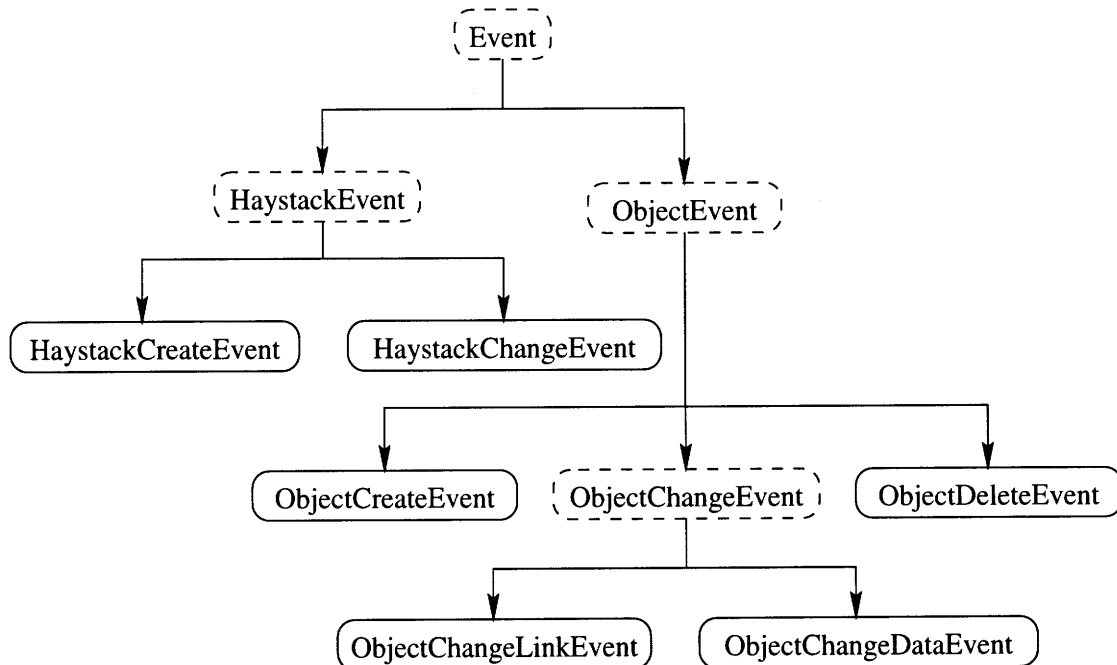 Event
HaystackEvent
ObjectEvent
HaystackCreateEvent
HaystackChangeEvent
ObjectCreateEvent
ObjectChangeEvent
ObjectDeleteEvent
ObjectChangeLinkEvent
ObjectChangeDataEvent